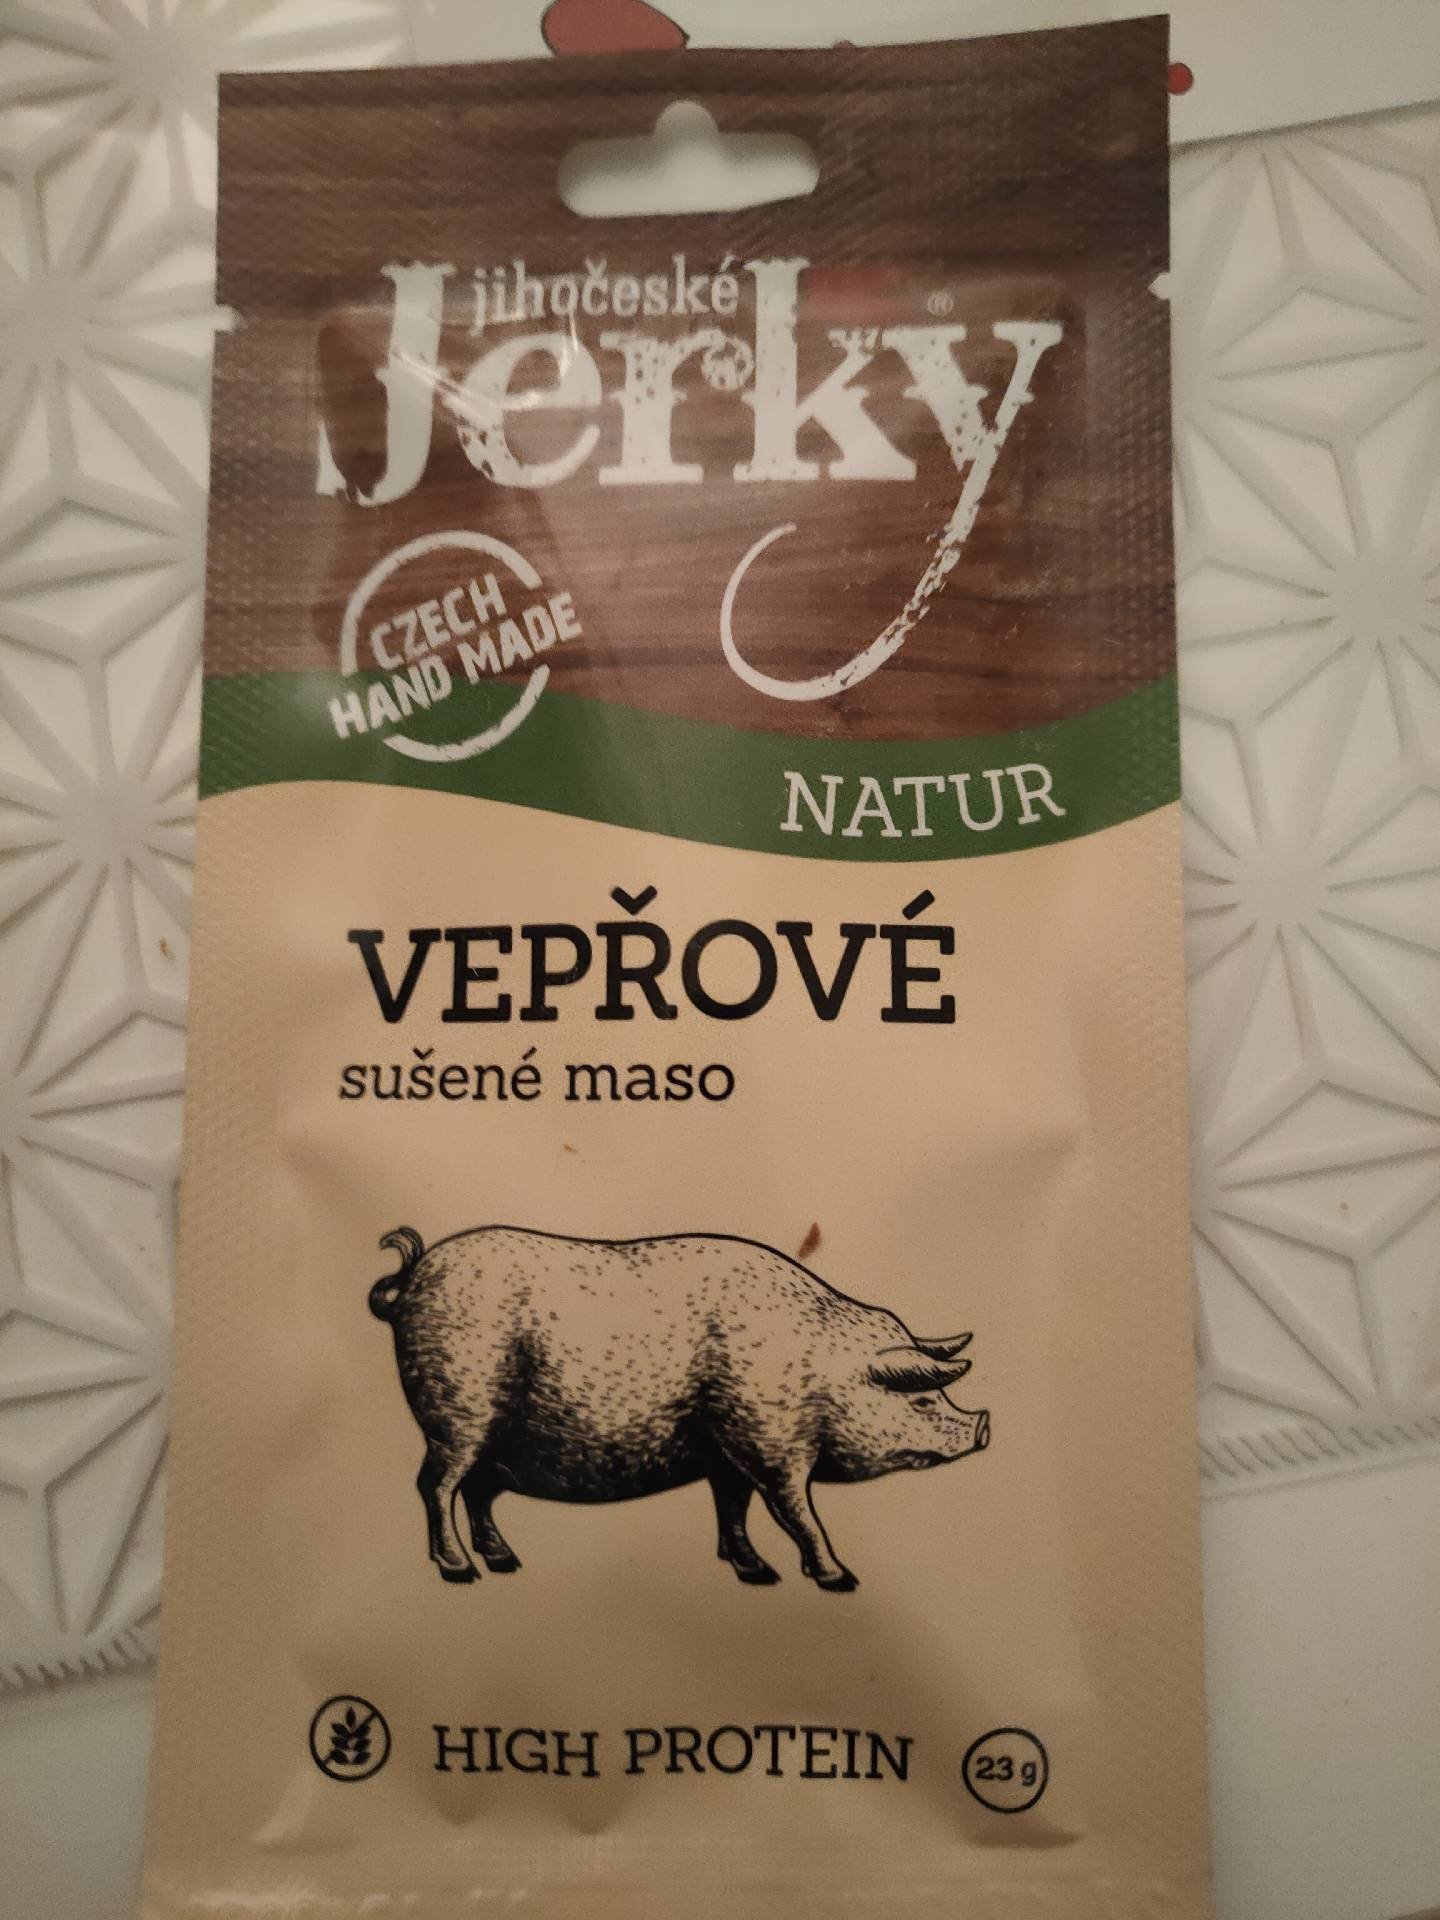 jihočeské
Jerky®
CZECH
HAND MADE
NATUR
VEPŘOVÉ
sušené maso
HIGH PROTEIN
23 g